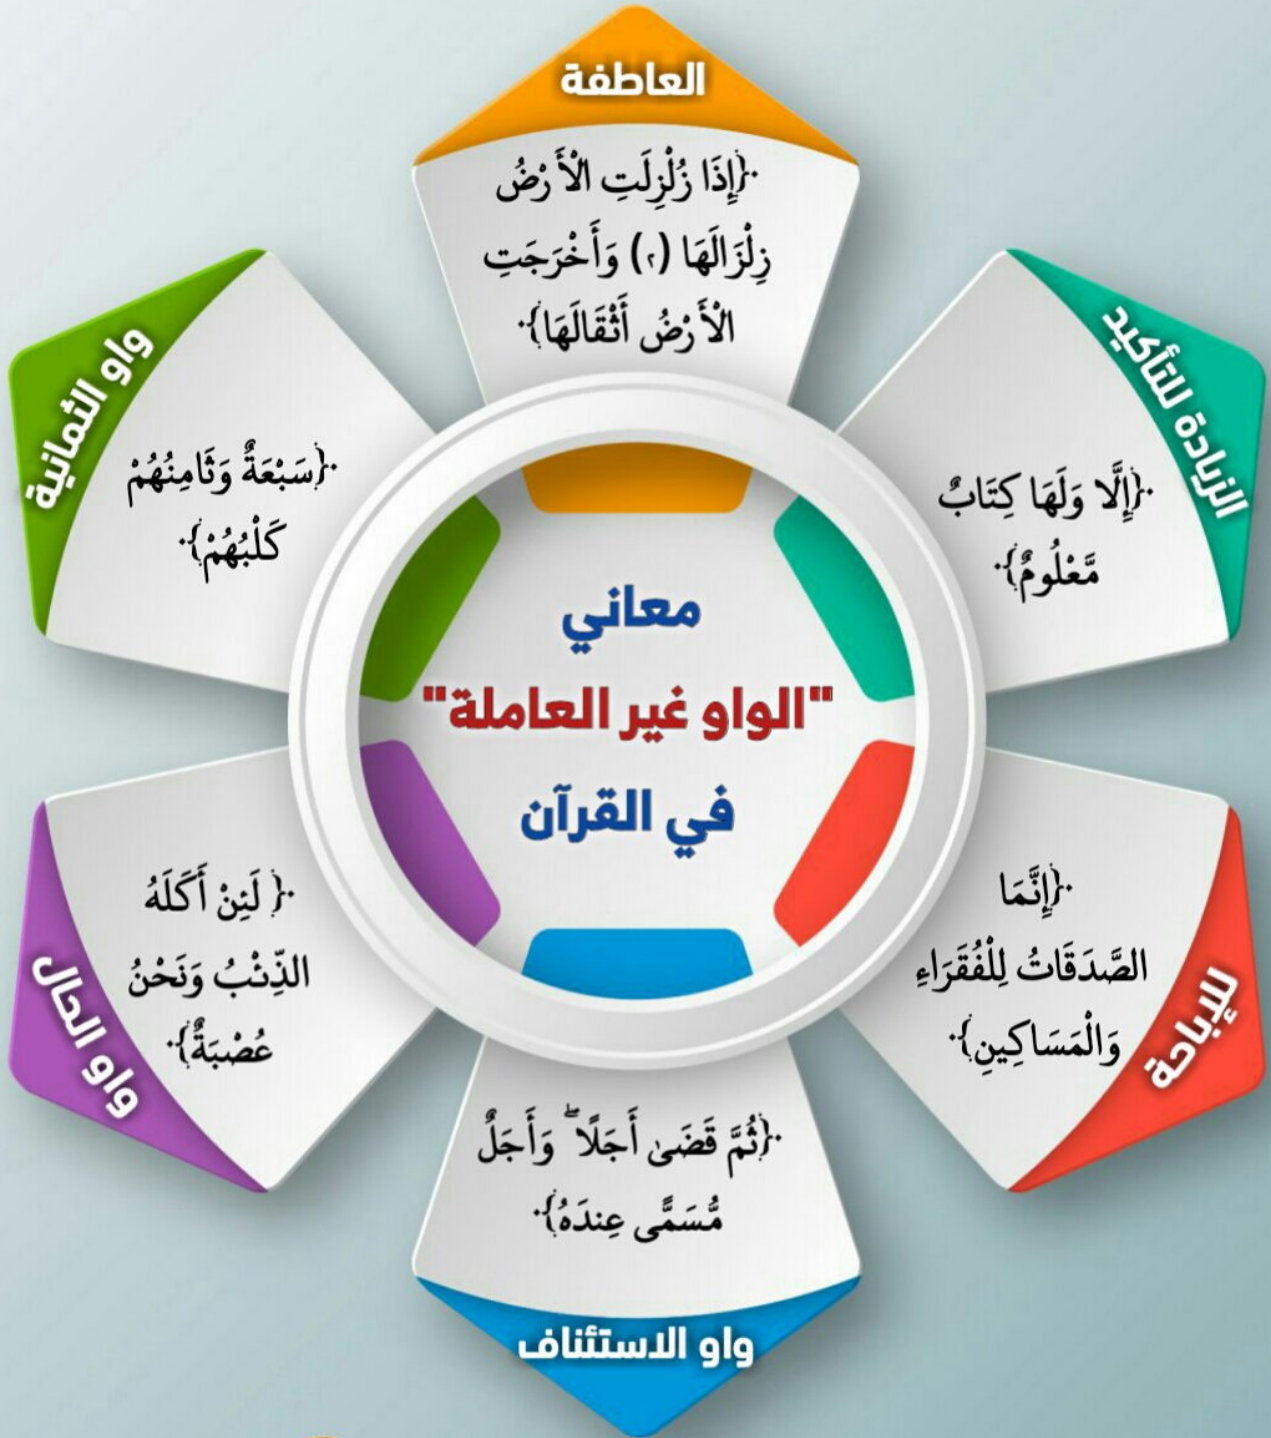 معاني
"الواو غير العاملة"
في القرآن
العاطفة
﴿إِذَا زُلْزِلَتِ الْأَرْضُ
زِلْزَالَهَا (٢) وَأَخْرَجَتِ
الْأَرْضُ أَثْقَالَهَا﴾
الزيادة للتأكيد
﴿إِلَّا وَلَهَا كِتَابٌ
مَّعْلُومٌ﴾
للإباحة
﴿إِنَّمَا
الصَّدَقَاتُ لِلْفُقَرَاءِ
وَالْمَسَاكِينِ﴾
واو الاستئناف
﴿ثُمَّ قَضَىٰ أَجَلًا ۖ وَأَجَلٌ
مُّسَمًّى عِندَهُ﴾
واو الحال
﴿لَئِنْ أَكَلَهُ
الذِّئْبُ وَنَحْنُ
عُصْبَةٌ﴾
واو الثمانية
﴿سَبْعَةٌ وَثَامِنُهُمْ
كَلْبُهُمْ﴾